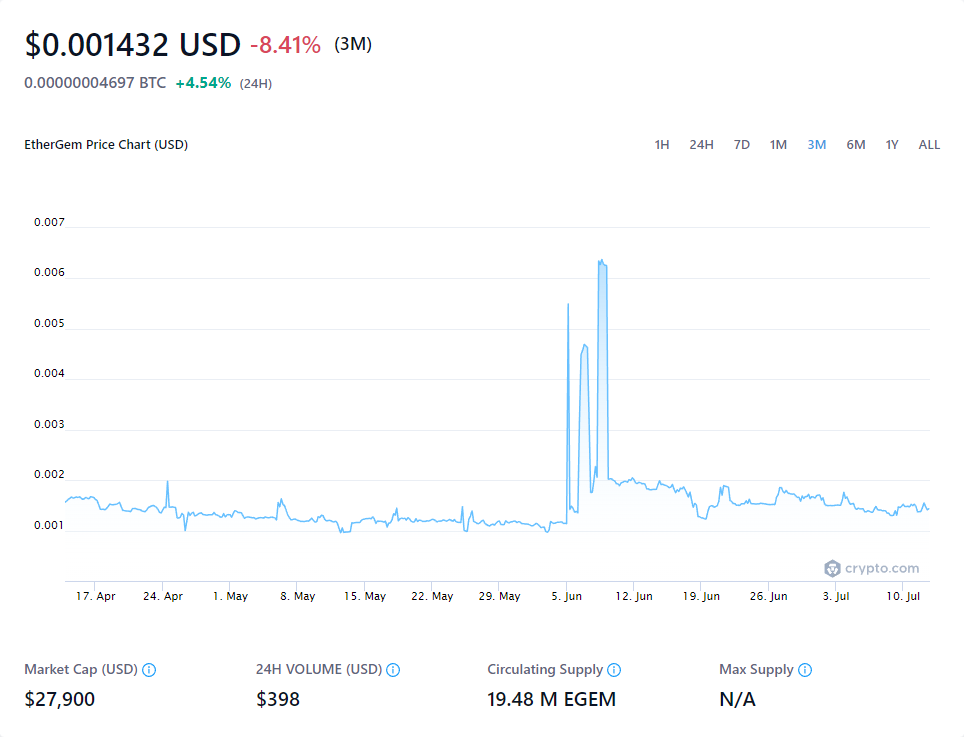 $0.001432 USD -8.41% (3M)
0.00000004697 BTC +4.54% (24H)
EtherGem Price Chart (USD) 1H 24H 7D 1M 3M 6M 1Y ALL
0.007
0.006
0.005
0.004
0.003
0.002
0.001
crypto.com
17. Apr 24. Apr 1. May 8. May 15. May 22. May 29. May 5. Jun 12. Jun 19. Jun 26. Jun 3. Jul 10. Jul
Market Cap (USD) 24H VOLUME (USD) Circulating Supply Max Supply
$27,900 $398 19.48 M EGEM N/A